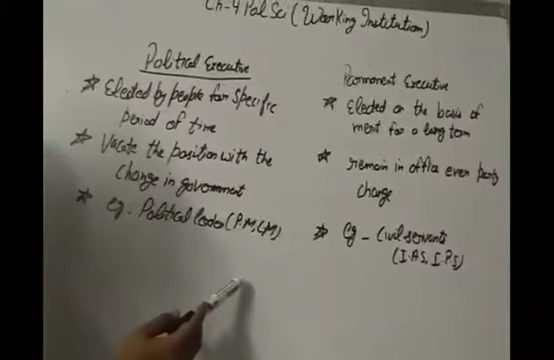 Ch-4 Pol Sci (Working Institution)
Political Executive
* Elected by people for specific
period of time
* Vacate the position with the
change in government
* eg. Political leader (P.M, C.M)
Permanent Executive
* Elected on the basis of
merit for a long term
* remain in office even party
change
* eg - Civil servants
(I.A.S, I.P.S)